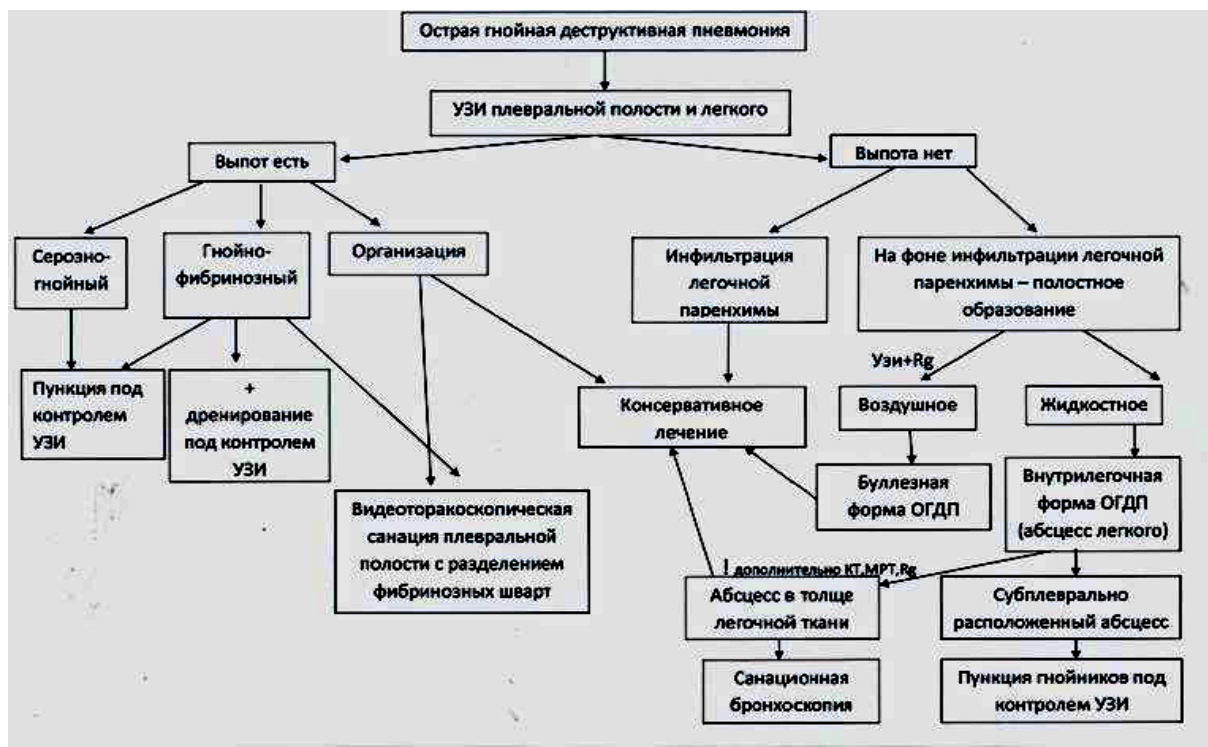 Острая гнойная деструктивная пневмония
УЗИ плевральной полости и легкого
Выпот есть
Выпота нет
Серозно-
гнойный
Гнойно-
фибринозный
Организация
Инфильтрация
легочной
паренхимы
На фоне инфильтрации легочной
паренхимы – полостное
образование
Узи+Rg
Пункция под
контролем
УЗИ
+
дренирование
под контролем
УЗИ
Консервативное
лечение
Воздушное
Жидкостное
Буллезная
форма ОГДП
Внутрилегочная
форма ОГДП
(абсцесс легкого)
Видеоторакоскопическая
санация плевральной
полости с разделением
фибринозных шварт
! дополнительно КТ,МРТ,Rg
Абсцесс в толще
легочной ткани
Субплеврально
расположенный абсцесс
Санационная
бронхоскопия
Пункция гнойников под
контролем УЗИ